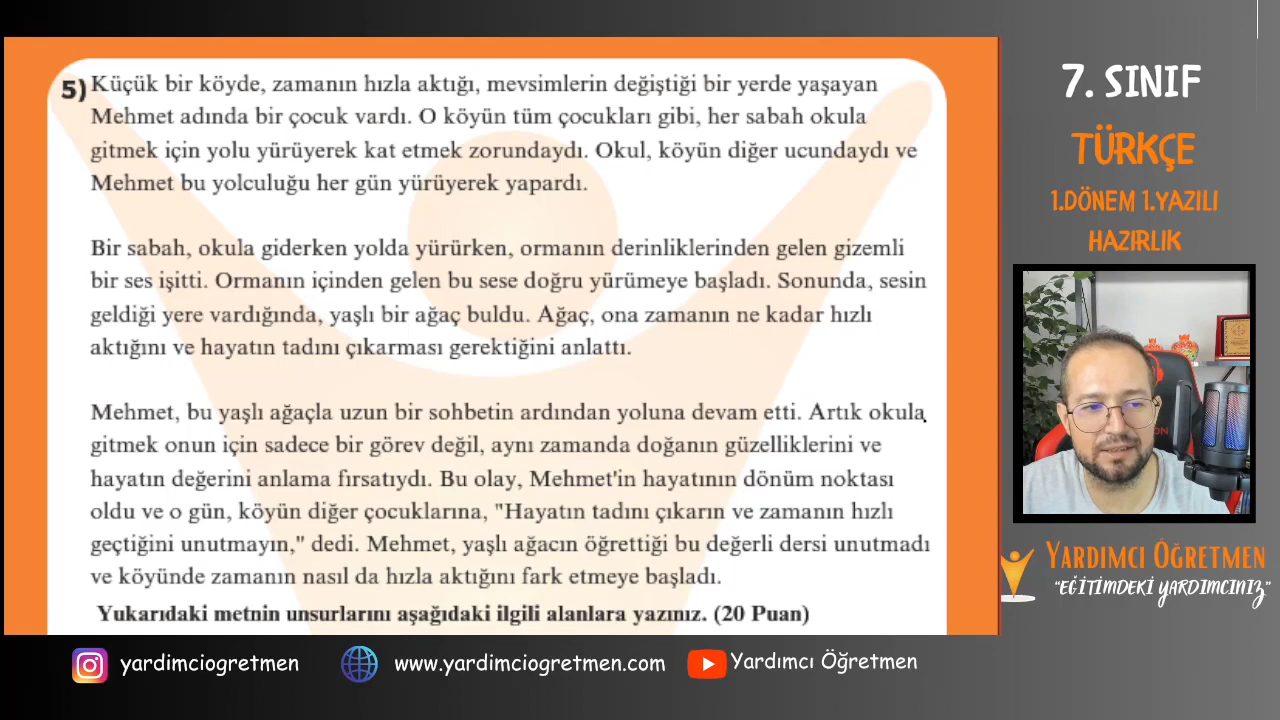 5) Küçük bir köyde, zamanın hızla aktığı, mevsimlerin değiştiği bir yerde yaşayan
Mehmet adında bir çocuk vardı. O köyün tüm çocukları gibi, her sabah okula
gitmek için yolu yürüyerek kat etmek zorundaydı. Okul, köyün diğer ucundaydı ve
Mehmet bu yolculuğu her gün yürüyerek yapardı.
Bir sabah, okula giderken yolda yürürken, ormanın derinliklerinden gelen gizemli
bir ses işitti. Ormanın içinden gelen bu sese doğru yürümeye başladı. Sonunda, sesin
geldiği yere vardığında, yaşlı bir ağaç buldu. Ağaç, ona zamanın ne kadar hızlı
aktığını ve hayatın tadını çıkarması gerektiğini anlattı.
Mehmet, bu yaşlı ağaçla uzun bir sohbetin ardından yoluna devam etti. Artık okula
gitmek onun için sadece bir görev değil, aynı zamanda doğanın güzelliklerini ve
hayatın değerini anlama fırsatıydı. Bu olay, Mehmet'in hayatının dönüm noktası
oldu ve o gün, köyün diğer çocuklarına, "Hayatın tadını çıkarın ve zamanın hızlı
geçtiğini unutmayın," dedi. Mehmet, yaşlı ağacın öğrettiği bu değerli dersi unutmadı
ve köyünde zamanın nasıl da hızla aktığını fark etmeye başladı.
Yukarıdaki metnin unsurlarını aşağıdaki ilgili alanlara yazınız. (20 Puan)
7. SINIF
TÜRKÇE
1.DÖNEM 1.YAZILI
HAZIRLIK
YARDIMCI ÖĞRETMEN
"EĞİTİMDEKİ YARDIMCINIZ"
yardimciogretmen
www.yardimciogretmen.com
Yardımcı Öğretmen